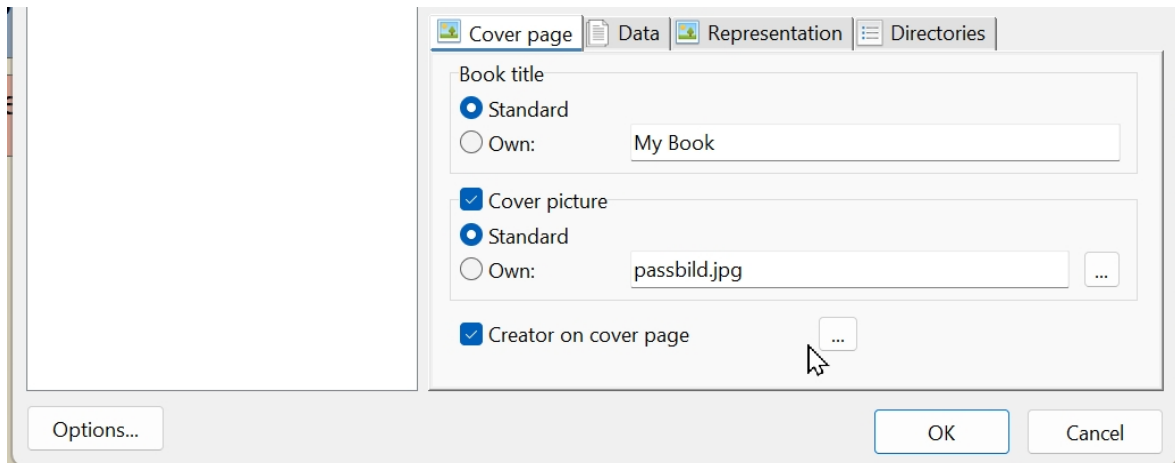 Cover page Data Representation Directories
Book title
Standard
Own: My Book
Cover picture
Standard
Own: passbild.jpg ...
Creator on cover page ...
Options... OK Cancel